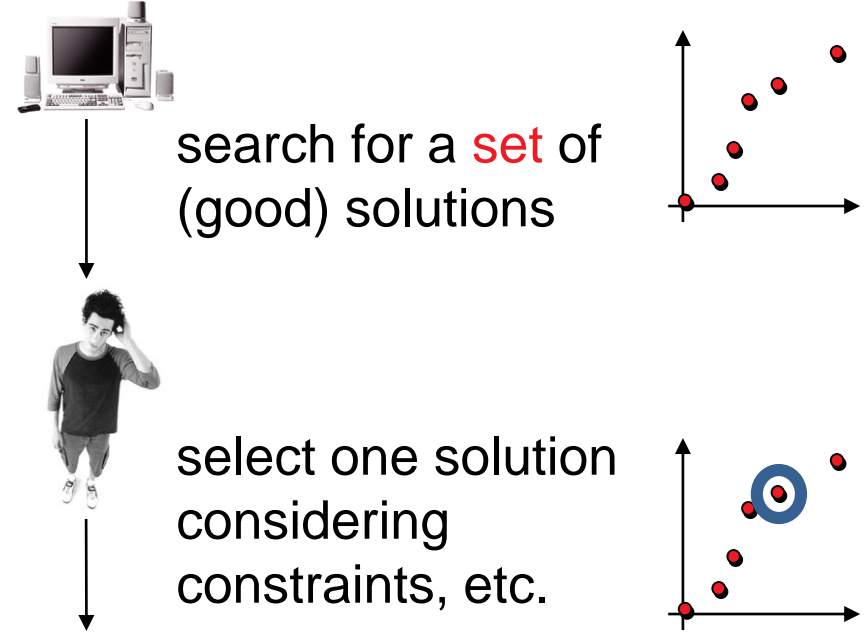 search for a set of
(good) solutions
select one solution
considering
constraints, etc.